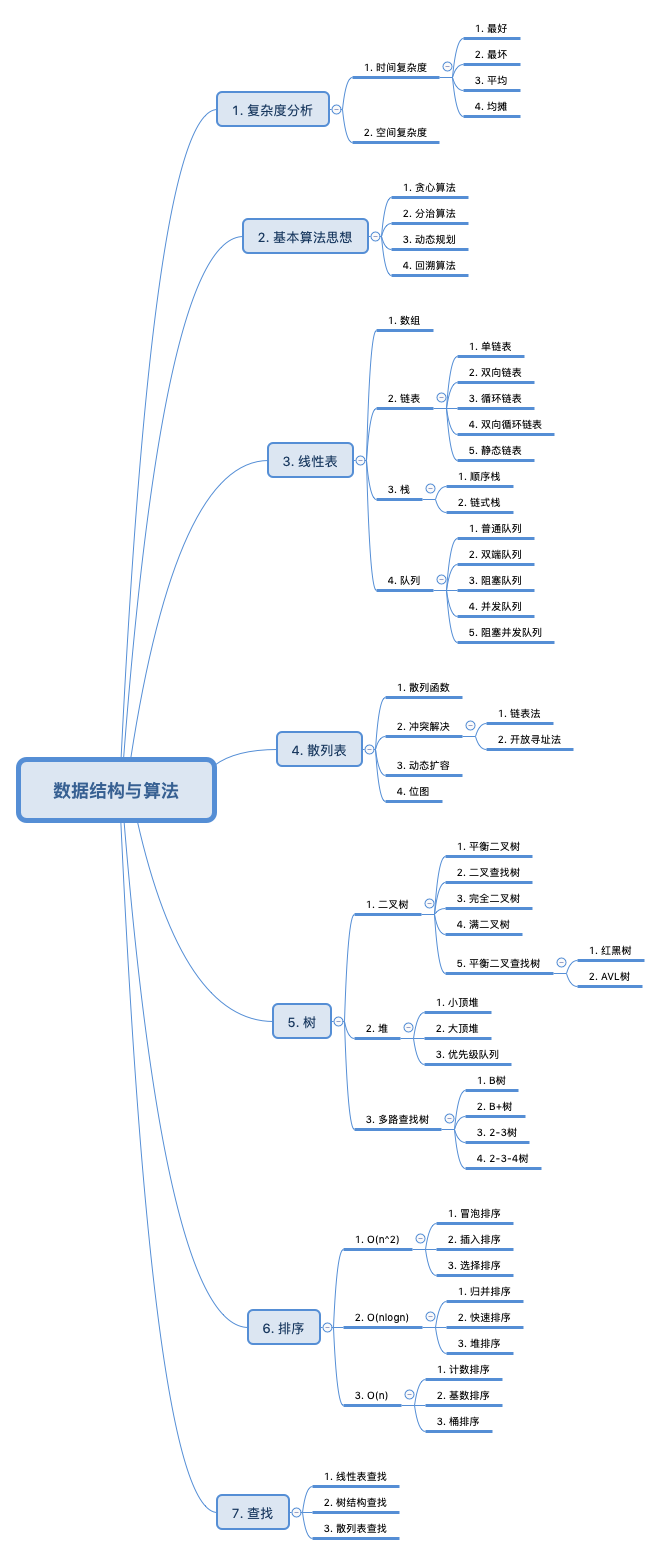 数据结构与算法
1. 复杂度分析
1. 时间复杂度
1. 最好
2. 最坏
3. 平均
4. 均摊
2. 空间复杂度
2. 基本算法思想
1. 贪心算法
2. 分治算法
3. 动态规划
4. 回溯算法
3. 线性表
1. 数组
2. 链表
1. 单链表
2. 双向链表
3. 循环链表
4. 双向循环链表
5. 静态链表
3. 栈
1. 顺序栈
2. 链式栈
4. 队列
1. 普通队列
2. 双端队列
3. 阻塞队列
4. 并发队列
5. 阻塞并发队列
4. 散列表
1. 散列函数
2. 冲突解决
1. 链表法
2. 开放寻址法
3. 动态扩容
4. 位图
5. 树
1. 二叉树
1. 平衡二叉树
2. 二叉查找树
3. 完全二叉树
4. 满二叉树
5. 平衡二叉查找树
1. 红黑树
2. AVL树
2. 堆
1. 小顶堆
2. 大顶堆
3. 优先级队列
3. 多路查找树
1. B树
2. B+树
3. 2-3树
4. 2-3-4树
6. 排序
1. O(n^2)
1. 冒泡排序
2. 插入排序
3. 选择排序
2. O(nlogn)
1. 归并排序
2. 快速排序
3. 堆排序
3. O(n)
1. 计数排序
2. 基数排序
3. 桶排序
7. 查找
1. 线性表查找
2. 树结构查找
3. 散列表查找